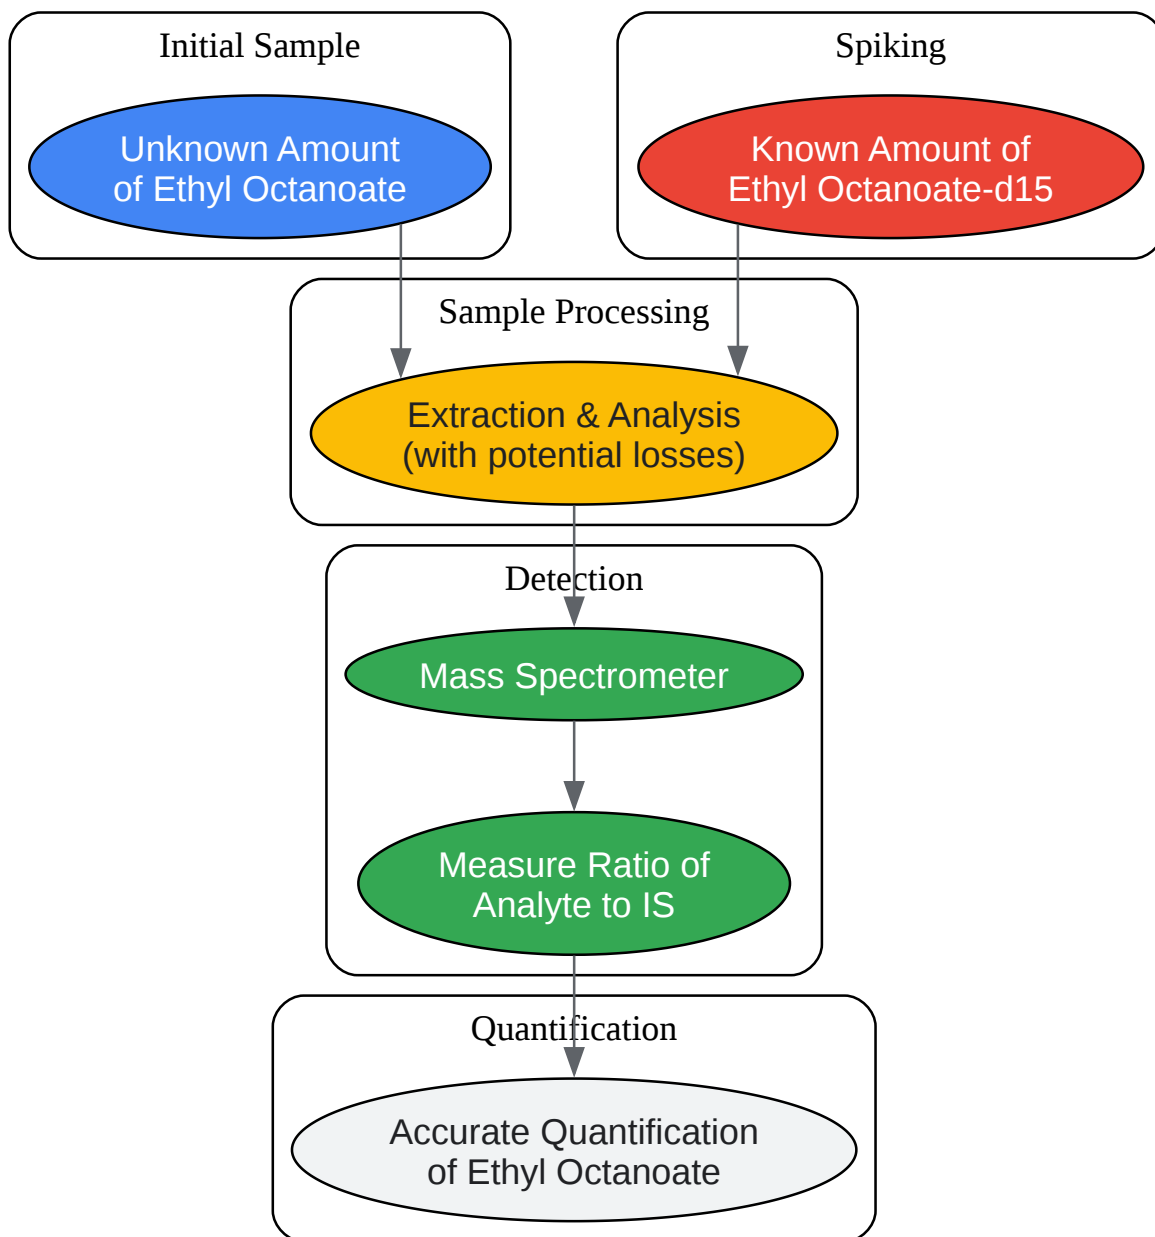 Initial Sample
Unknown Amount
of Ethyl Octanoate
Spiking
Known Amount of
Ethyl Octanoate-d15
Sample Processing
Extraction & Analysis
(with potential losses)
Detection
Mass Spectrometer
Measure Ratio of
Analyte to IS
Quantification
Accurate Quantification
of Ethyl Octanoate